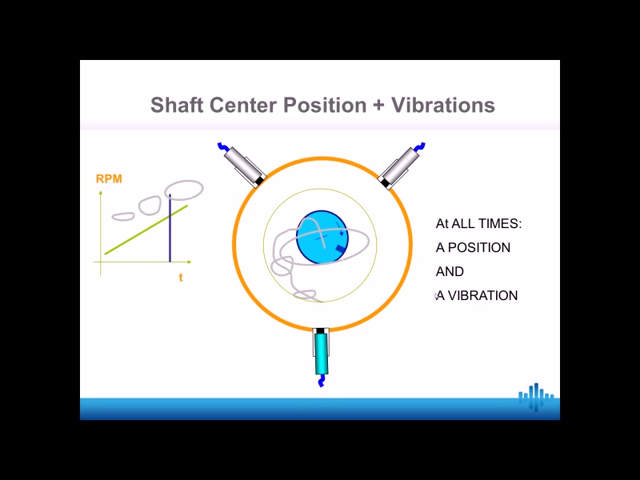 Shaft Center Position + Vibrations
RPM
t
At ALL TIMES:
A POSITION
AND
A VIBRATION